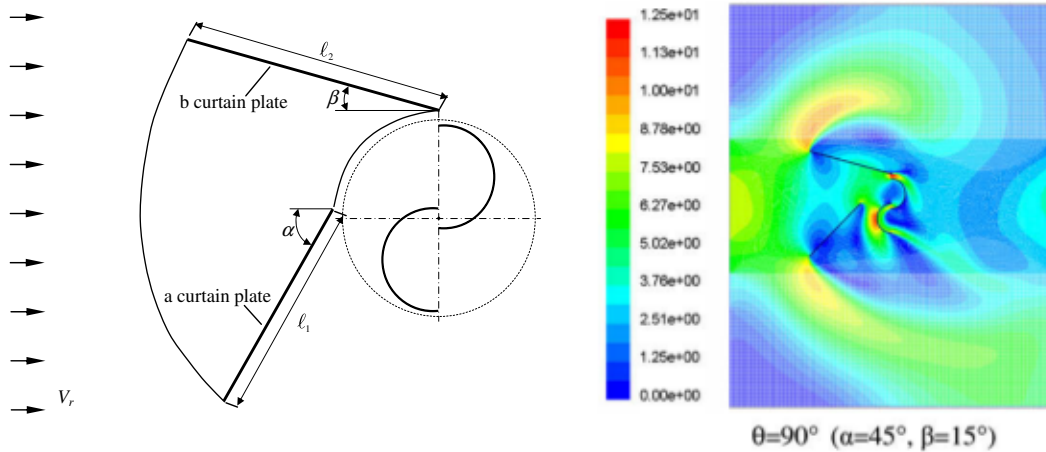 ℓ₂
b curtain plate
β
α
a curtain plate
ℓ₁
Vᵣ
1.25e+01
1.13e+01
1.00e+01
8.78e+00
7.53e+00
6.27e+00
5.02e+00
3.76e+00
2.51e+00
1.25e+00
0.00e+00
θ=90° (α=45°, β=15°)